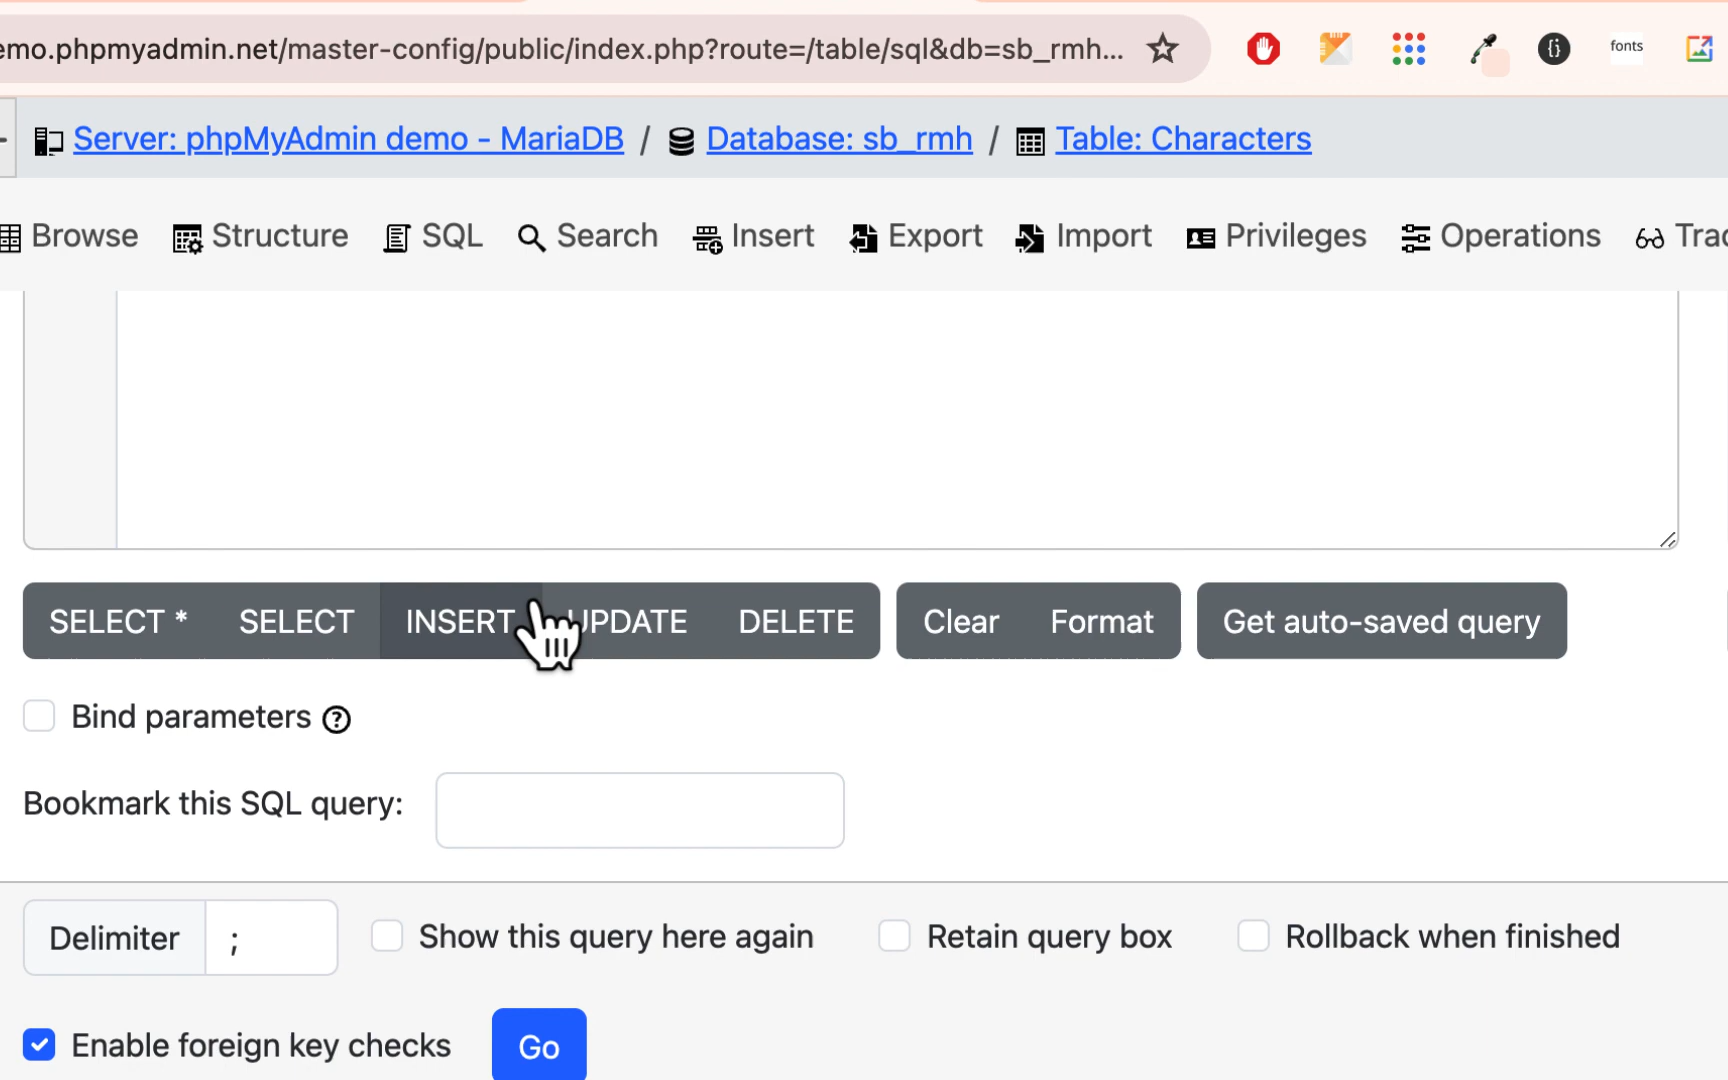 emo.phpmyadmin.net/master-config/public/index.php?route=/table/sql&db=sb_rmh...
fonts
Server: phpMyAdmin demo - MariaDB / Database: sb_rmh / Table: Characters
Browse Structure SQL Search Insert Export Import Privileges Operations Trac
SELECT * SELECT INSERT UPDATE DELETE Clear Format Get auto-saved query
Bind parameters
Bookmark this SQL query:
Delimiter ; Show this query here again Retain query box Rollback when finished
Enable foreign key checks Go